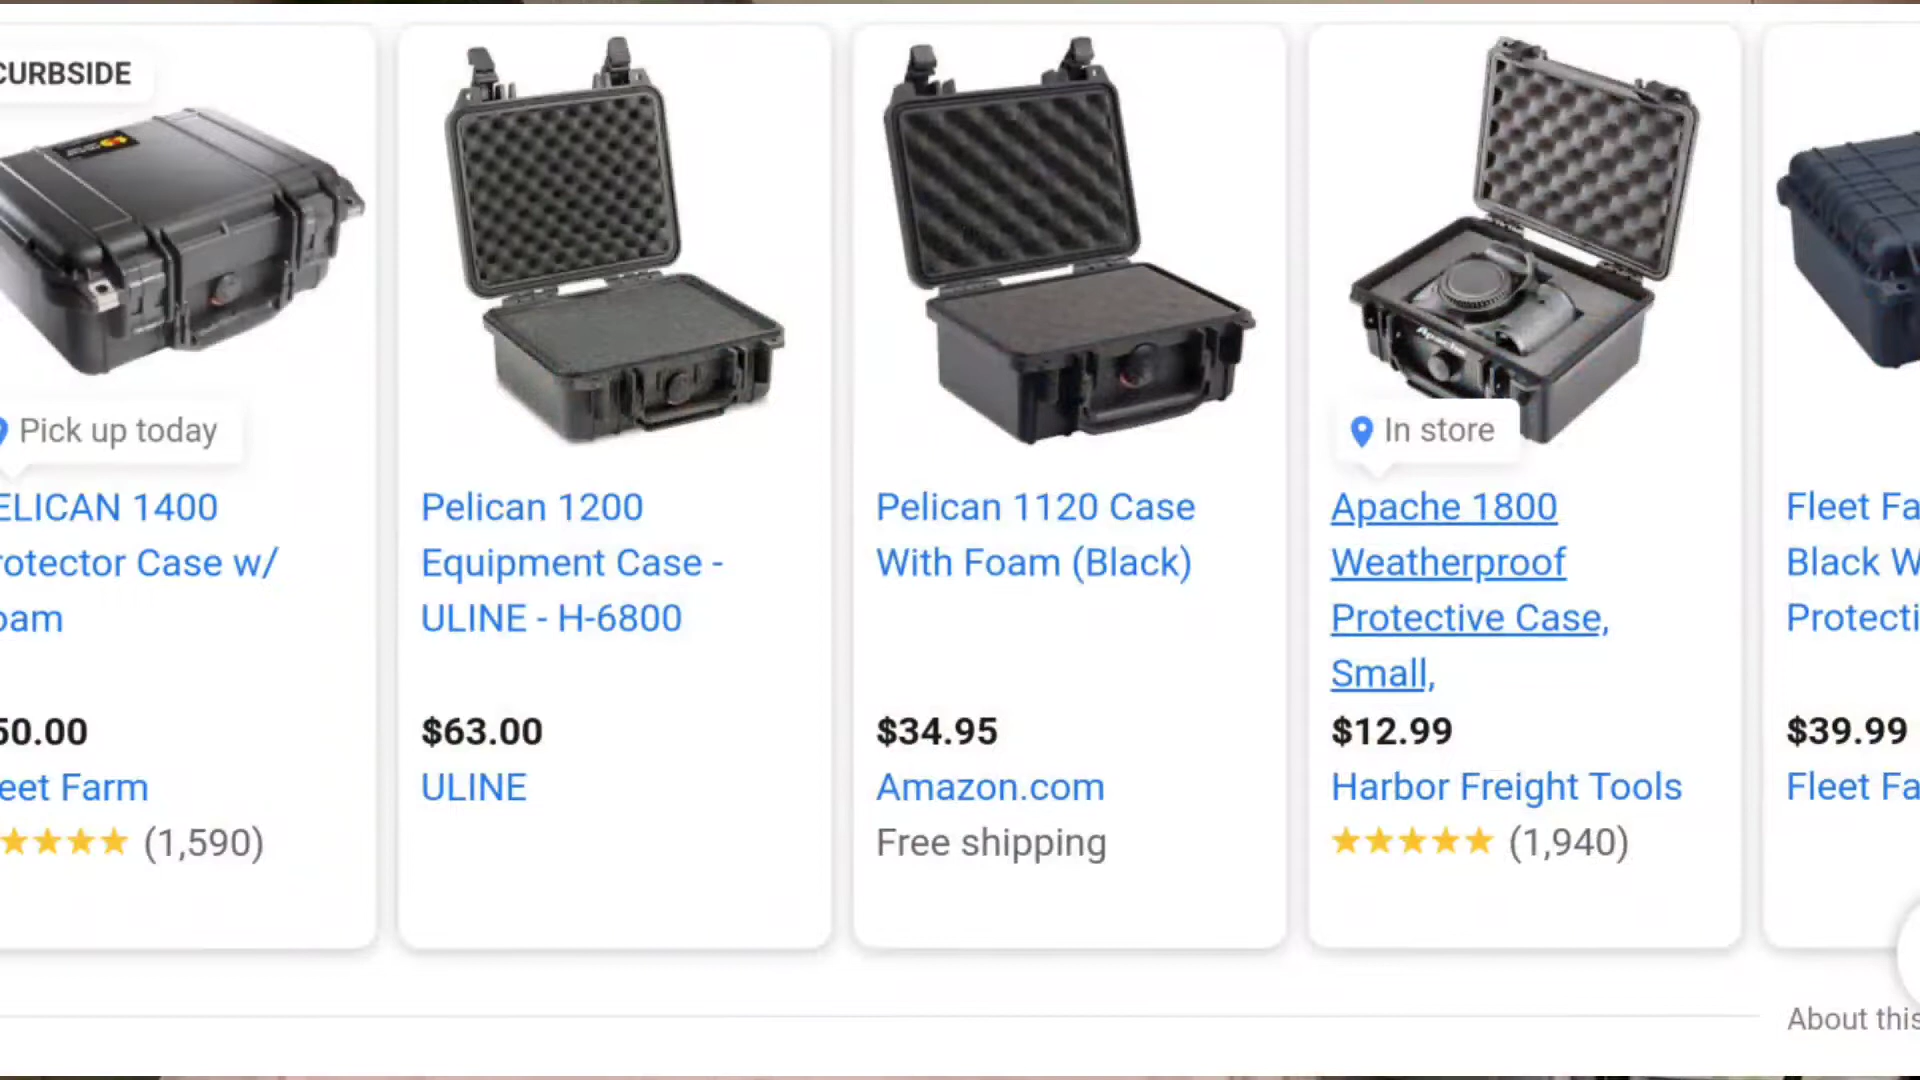 CURBSIDE
Pick up today
ELICAN 1400
rotector Case w/
oam
50.00
eet Farm
(1,590)
Pelican 1200
Equipment Case -
ULINE - H-6800
$63.00
ULINE
Pelican 1120 Case
With Foam (Black)
$34.95
Amazon.com
Free shipping
Apache
In store
Apache 1800
Weatherproof
Protective Case,
Small,
$12.99
Harbor Freight Tools
(1,940)
Fleet Fa
Black W
Protecti
$39.99
Fleet Fa
About this